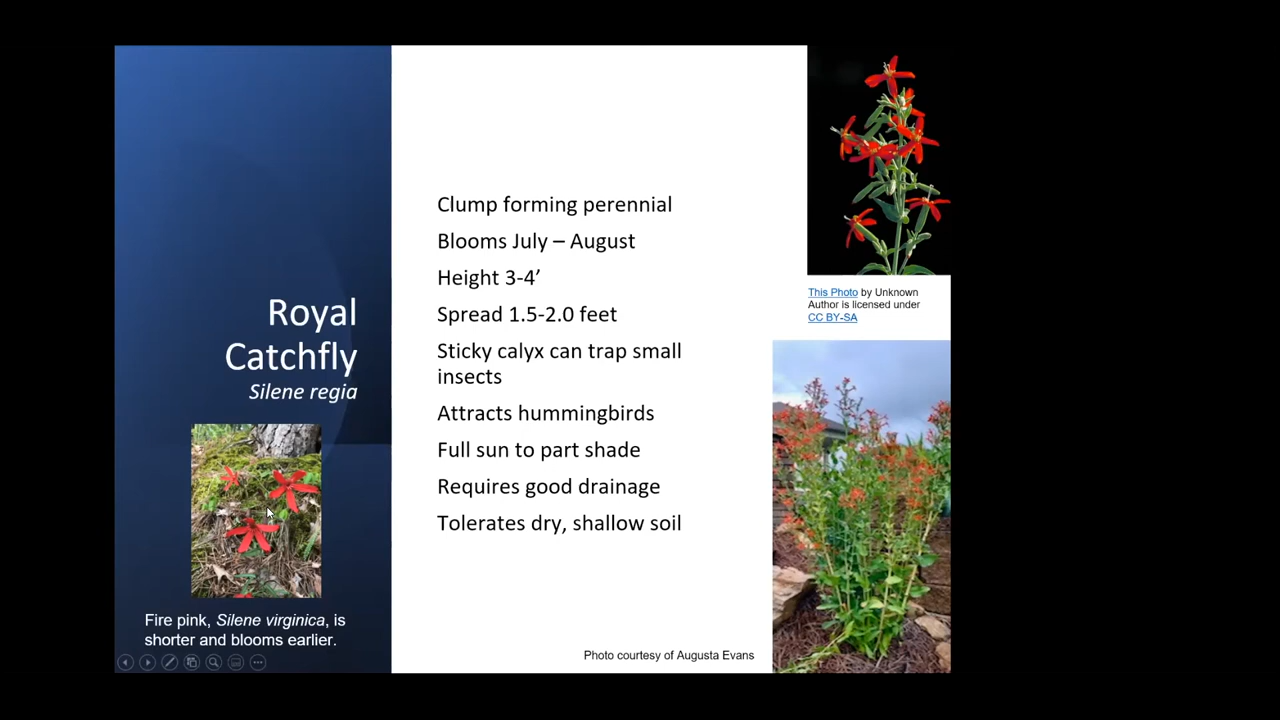 Royal
Catchfly
Silene regia
Fire pink, Silene virginica, is
shorter and blooms earlier.
Clump forming perennial
Blooms July – August
Height 3-4’
Spread 1.5-2.0 feet
Sticky calyx can trap small
insects
Attracts hummingbirds
Full sun to part shade
Requires good drainage
Tolerates dry, shallow soil
This Photo by Unknown
Author is licensed under
CC BY-SA
Photo courtesy of Augusta Evans